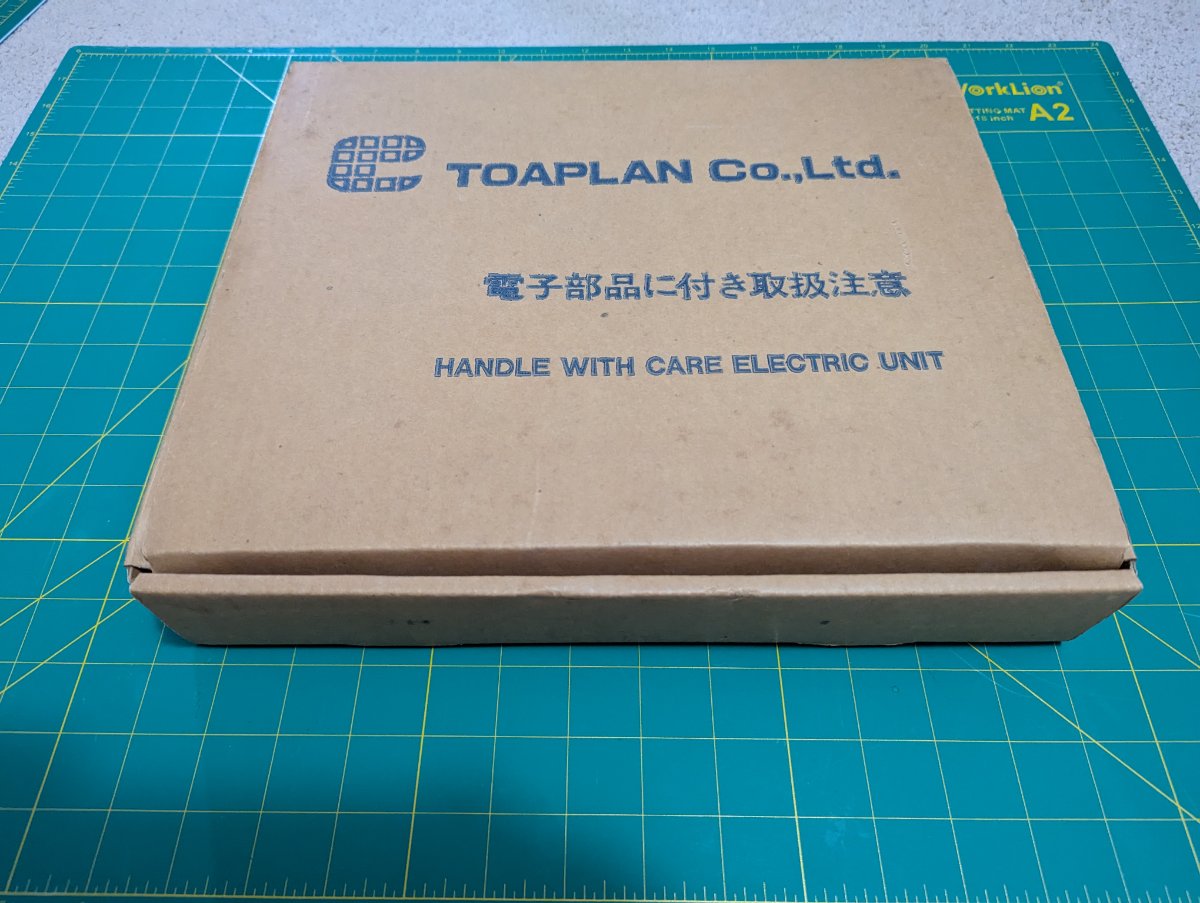 TOAPLAN Co.,Ltd.
電子部品に付き取扱注意
HANDLE WITH CARE ELECTRIC UNIT
WorkLion®
A2